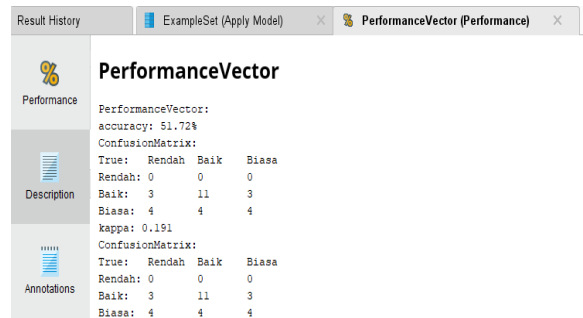 Result History
ExampleSet (Apply Model)
PerformanceVector (Performance)
Performance
Description
Annotations
PerformanceVector
PerformanceVector:
accuracy: 51.72%
ConfusionMatrix:
True: Rendah Baik Biasa
Rendah: 0 0 0
Baik: 3 11 3
Biasa: 4 4 4
kappa: 0.191
ConfusionMatrix:
True: Rendah Baik Biasa
Rendah: 0 0 0
Baik: 3 11 3
Biasa: 4 4 4